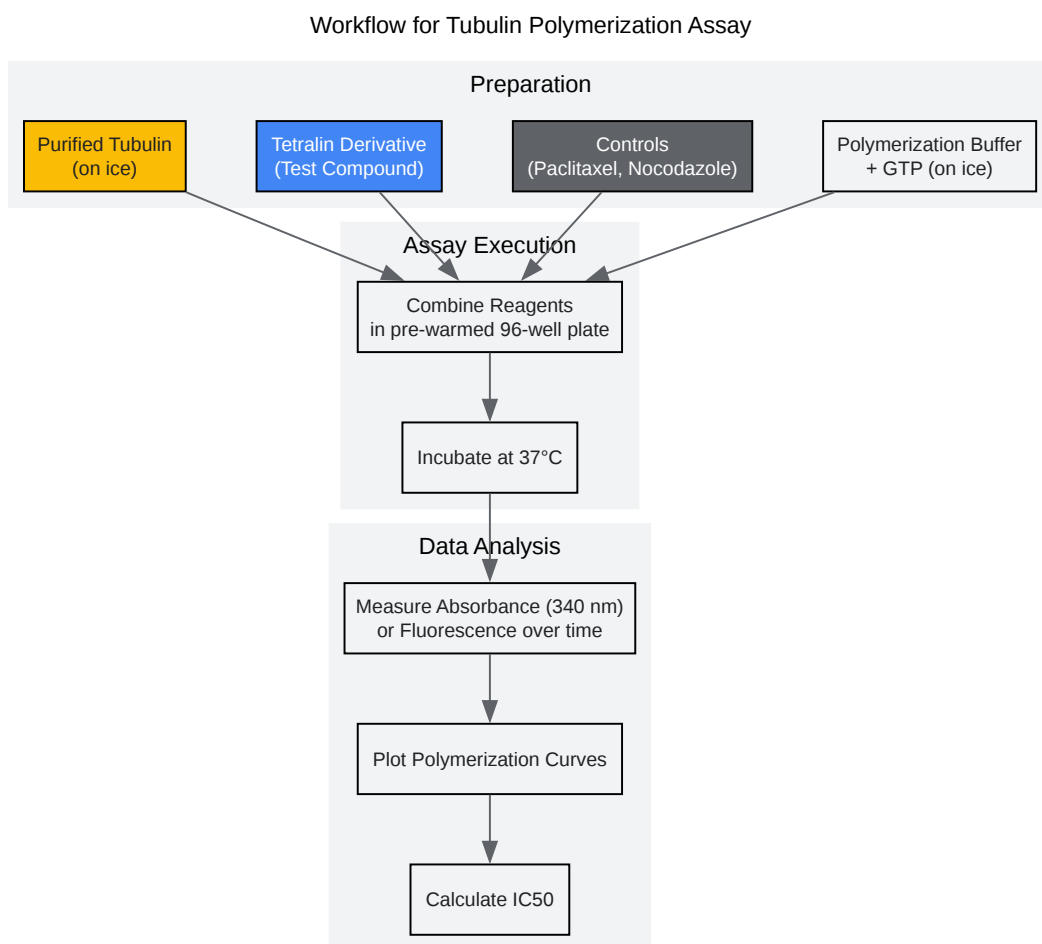 Workflow for Tubulin Polymerization Assay
Preparation
Purified Tubulin
(on ice)
Tetralin Derivative
(Test Compound)
Controls
(Paclitaxel, Nocodazole)
Polymerization Buffer
+ GTP (on ice)
Assay Execution
Combine Reagents
in pre-warmed 96-well plate
Incubate at 37°C
Data Analysis
Measure Absorbance (340 nm)
or Fluorescence over time
Plot Polymerization Curves
Calculate IC50